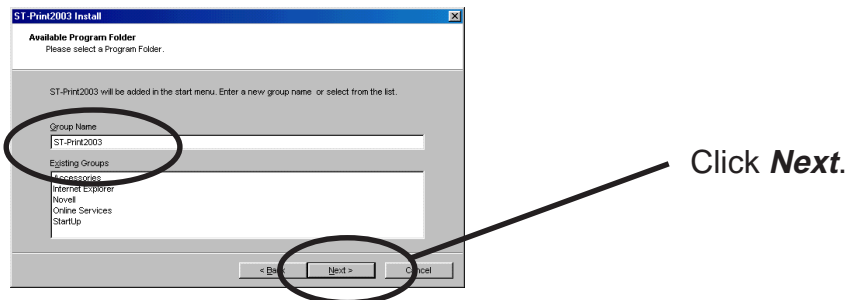 ST-Print2003 Install
Available Program Folder
Please select a Program Folder.
ST-Print2003 will be added in the start menu. Enter a new group name or select from the list.
Group Name
ST-Print2003
Existing Groups
Accessories
Internet Explorer
Novell
Online Services
StartUp
< Back Next > Cancel
Click Next.